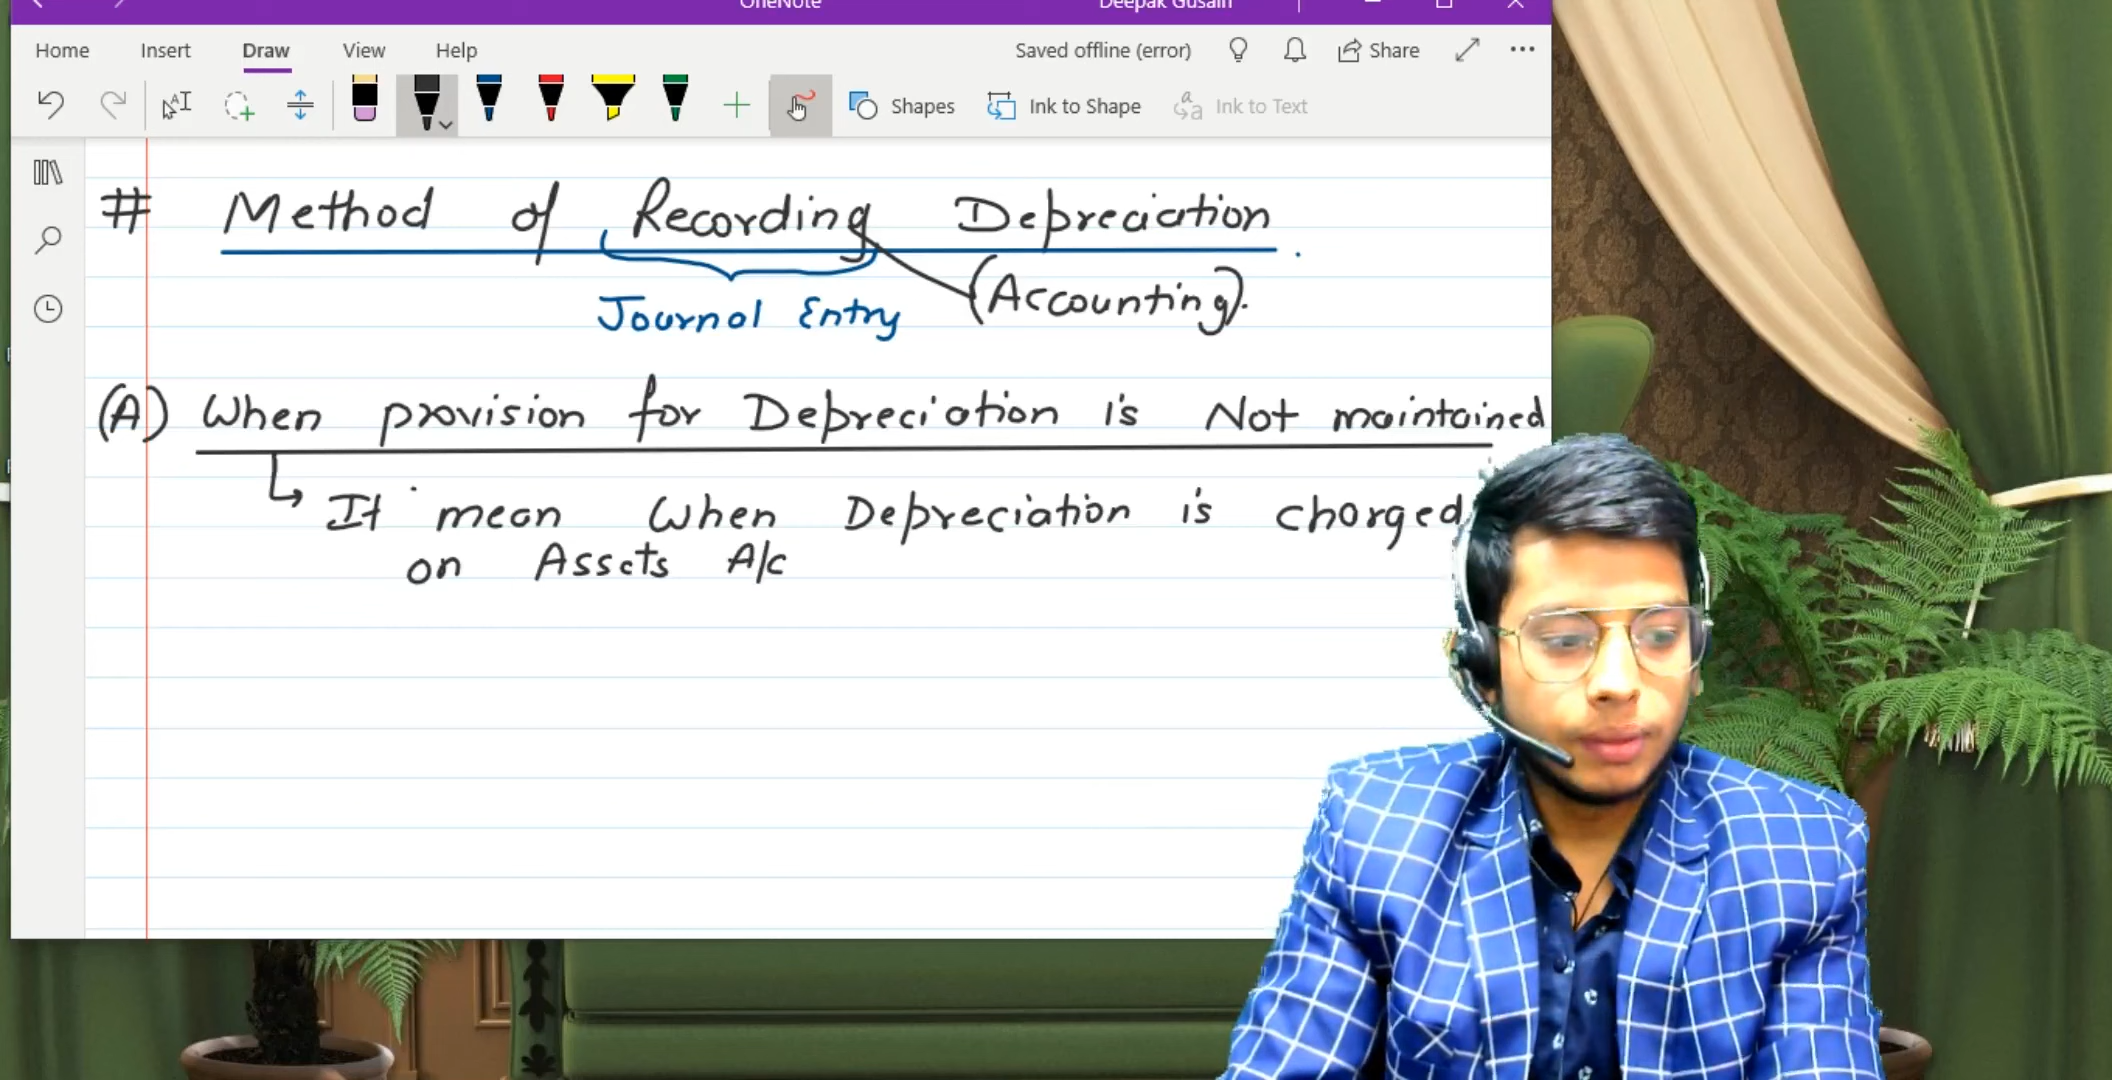 OneNote
Deepak Gusain
Home Insert Draw View Help
Saved offline (error)
Share
Shapes
Ink to Shape
Ink to Text
# Method of Recording Depreciation.
Journal Entry
(Accounting).
(A) When provision for Depreciation is Not maintained
It mean when Depreciation is charged
on Assets A/c